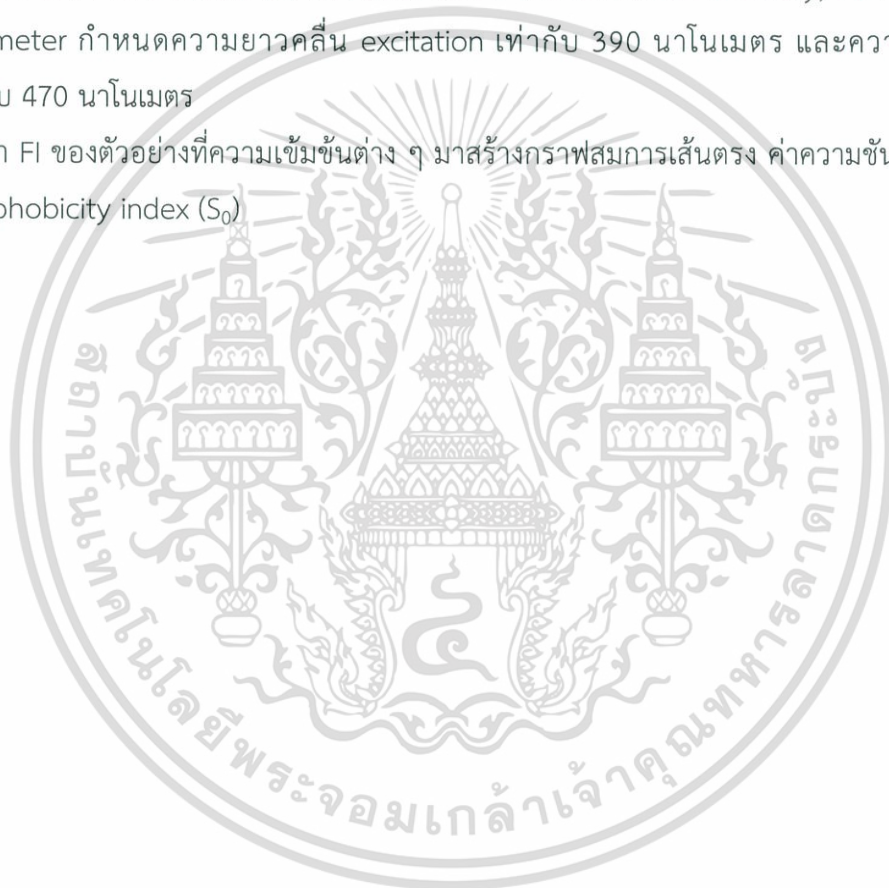 meter กำหนดความยาวคลื่น excitation เท่ากับ 390 นาโนเมตร และควา
บ 470 นาโนเมตร
า FI ของตัวอย่างที่ความเข้มข้นต่าง ๆ มาสร้างกราฟสมการเส้นตรง ค่าความชัน
phobicity index (S₀)
สถาบันเทคโนโลยีพระจอมเกล้าเจ้าคุณทหารลาดกระบัง